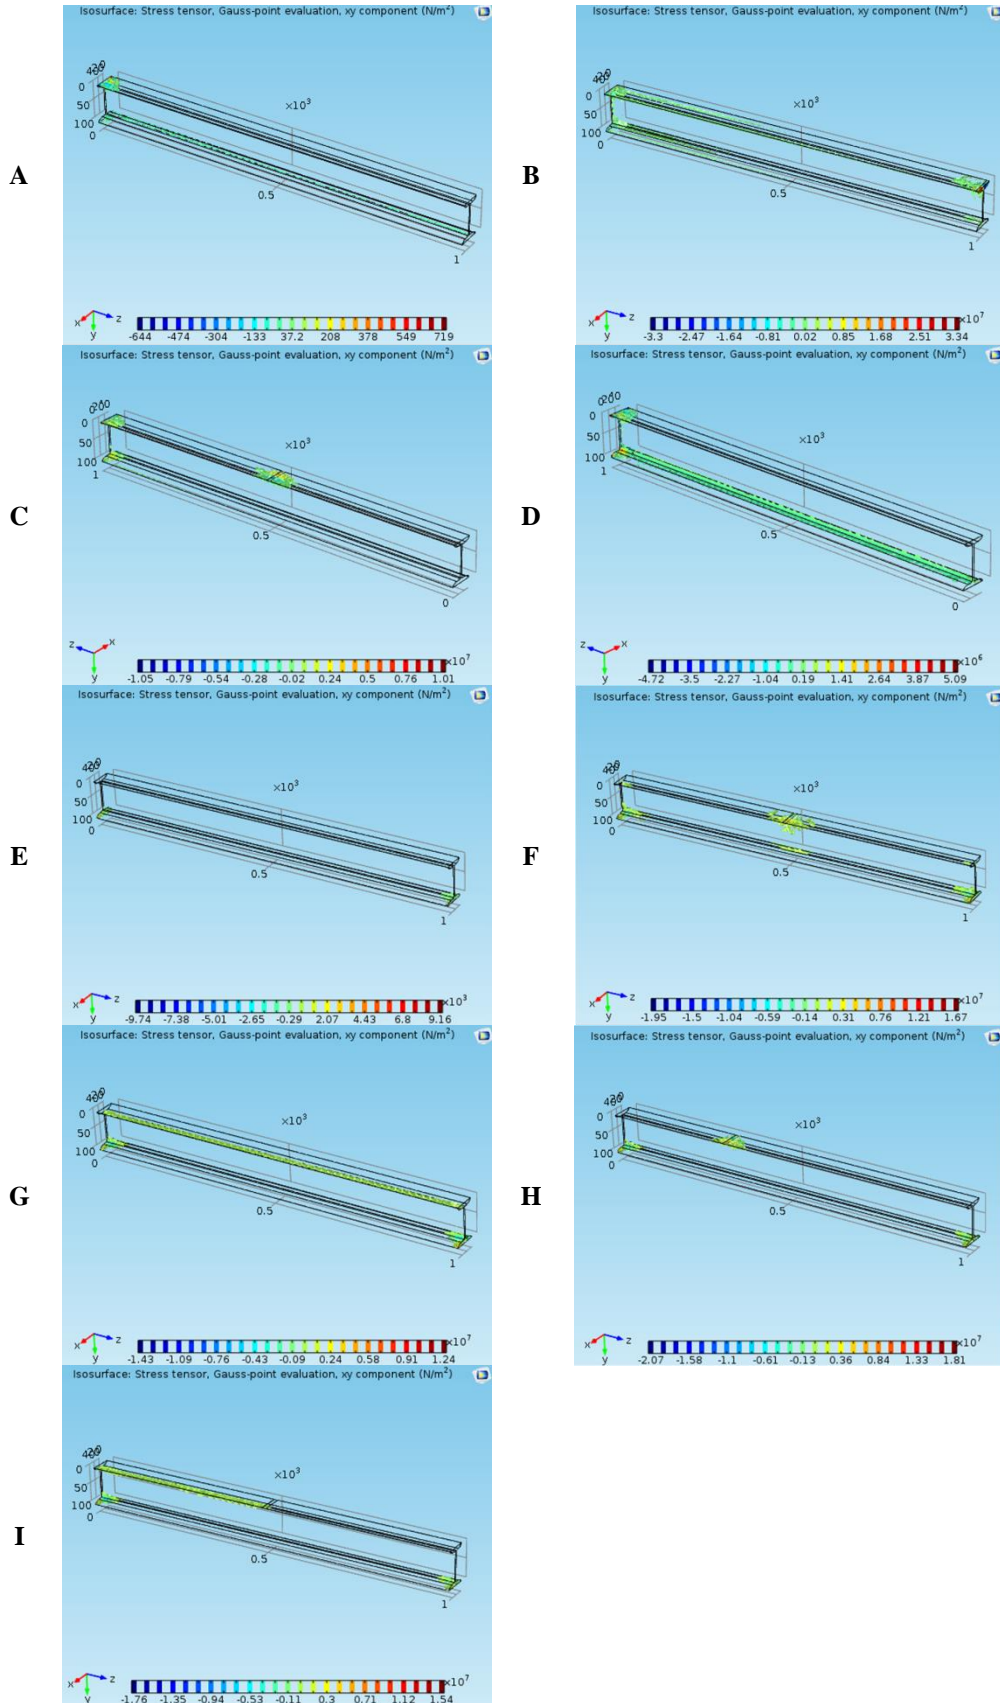 Isosurface: Stress tensor, Gauss-point evaluation, xy component (N/m²)
0
50
100
0
×10³
0.5
1
A
x
z
y
-644 -474 -304 -133 37.2 208 378 549 719
Isosurface: Stress tensor, Gauss-point evaluation, xy component (N/m²)
0
50
100
0
×10³
0.5
1
B
x
z
y
×10⁷
-3.3 -2.47 -1.64 -0.81 0.02 0.85 1.68 2.51 3.34
Isosurface: Stress tensor, Gauss-point evaluation, xy component (N/m²)
0
50
100
1
×10³
0.5
0
C
z
x
y
×10⁷
-1.05 -0.79 -0.54 -0.28 -0.02 0.24 0.5 0.76 1.01
Isosurface: Stress tensor, Gauss-point evaluation, xy component (N/m²)
0
50
100
1
×10³
0.5
0
D
z
x
y
×10⁶
-4.72 -3.5 -2.27 -1.04 0.19 1.41 2.64 3.87 5.09
Isosurface: Stress tensor, Gauss-point evaluation, xy component (N/m²)
0
50
100
0
×10³
0.5
1
E
x
z
y
×10³
-9.74 -7.38 -5.01 -2.65 -0.29 2.07 4.43 6.8 9.16
Isosurface: Stress tensor, Gauss-point evaluation, xy component (N/m²)
0
50
100
0
×10³
0.5
1
F
x
z
y
×10⁷
-1.95 -1.5 -1.04 -0.59 -0.14 0.31 0.76 1.21 1.67
Isosurface: Stress tensor, Gauss-point evaluation, xy component (N/m²)
0
50
100
0
×10³
0.5
1
G
x
z
y
×10⁷
-1.43 -1.09 -0.76 -0.43 -0.09 0.24 0.58 0.91 1.24
Isosurface: Stress tensor, Gauss-point evaluation, xy component (N/m²)
0
50
100
0
×10³
0.5
1
H
x
z
y
×10⁷
-2.07 -1.58 -1.1 -0.61 -0.13 0.36 0.84 1.33 1.81
Isosurface: Stress tensor, Gauss-point evaluation, xy component (N/m²)
0
50
100
0
×10³
0.5
1
I
x
z
y
×10⁷
-1.76 -1.35 -0.94 -0.53 -0.11 0.3 0.71 1.12 1.54